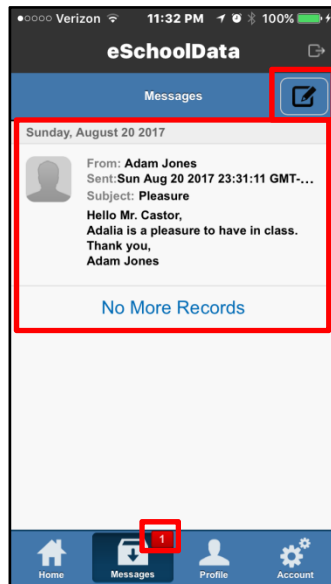 Verizon 11:32 PM 100%
eSchoolData
Messages
Sunday, August 20 2017
From: Adam Jones
Sent:Sun Aug 20 2017 23:31:11 GMT-...
Subject: Pleasure
Hello Mr. Castor,
Adalia is a pleasure to have in class.
Thank you,
Adam Jones
No More Records
1
Home Messages Profile Account